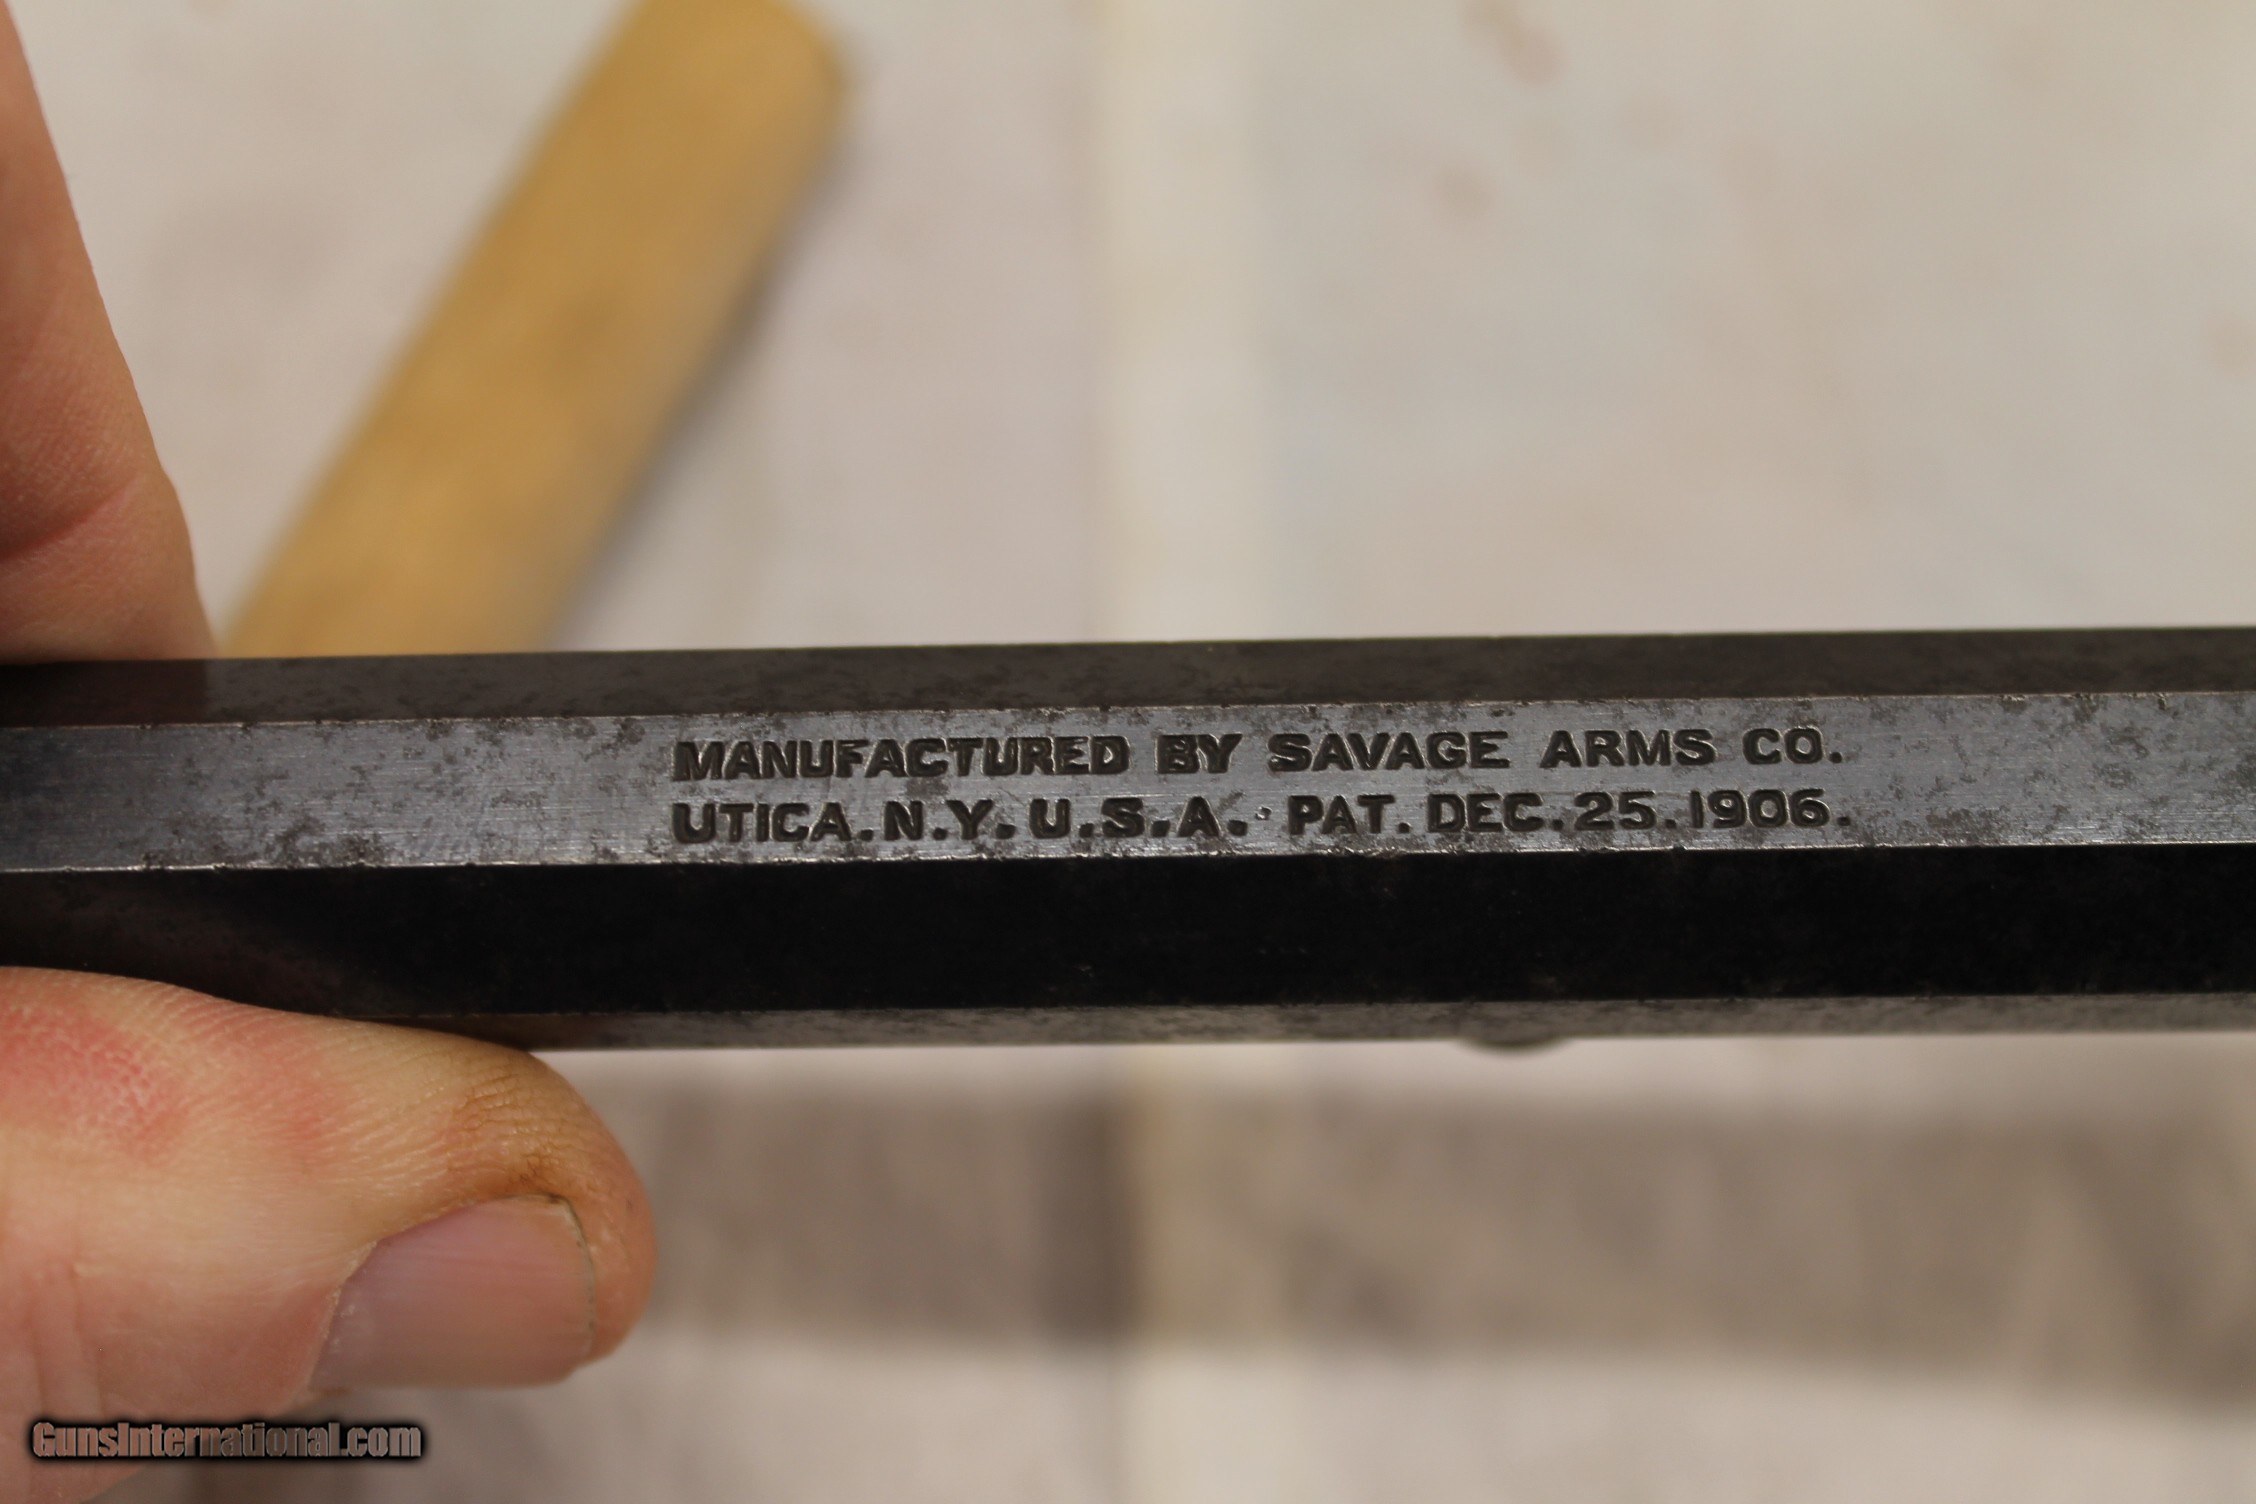 MANUFACTURED BY SAVAGE ARMS CO.
UTICA.N.Y.U.S.A. PAT. DEC.25.1906.
GunsInternational.com